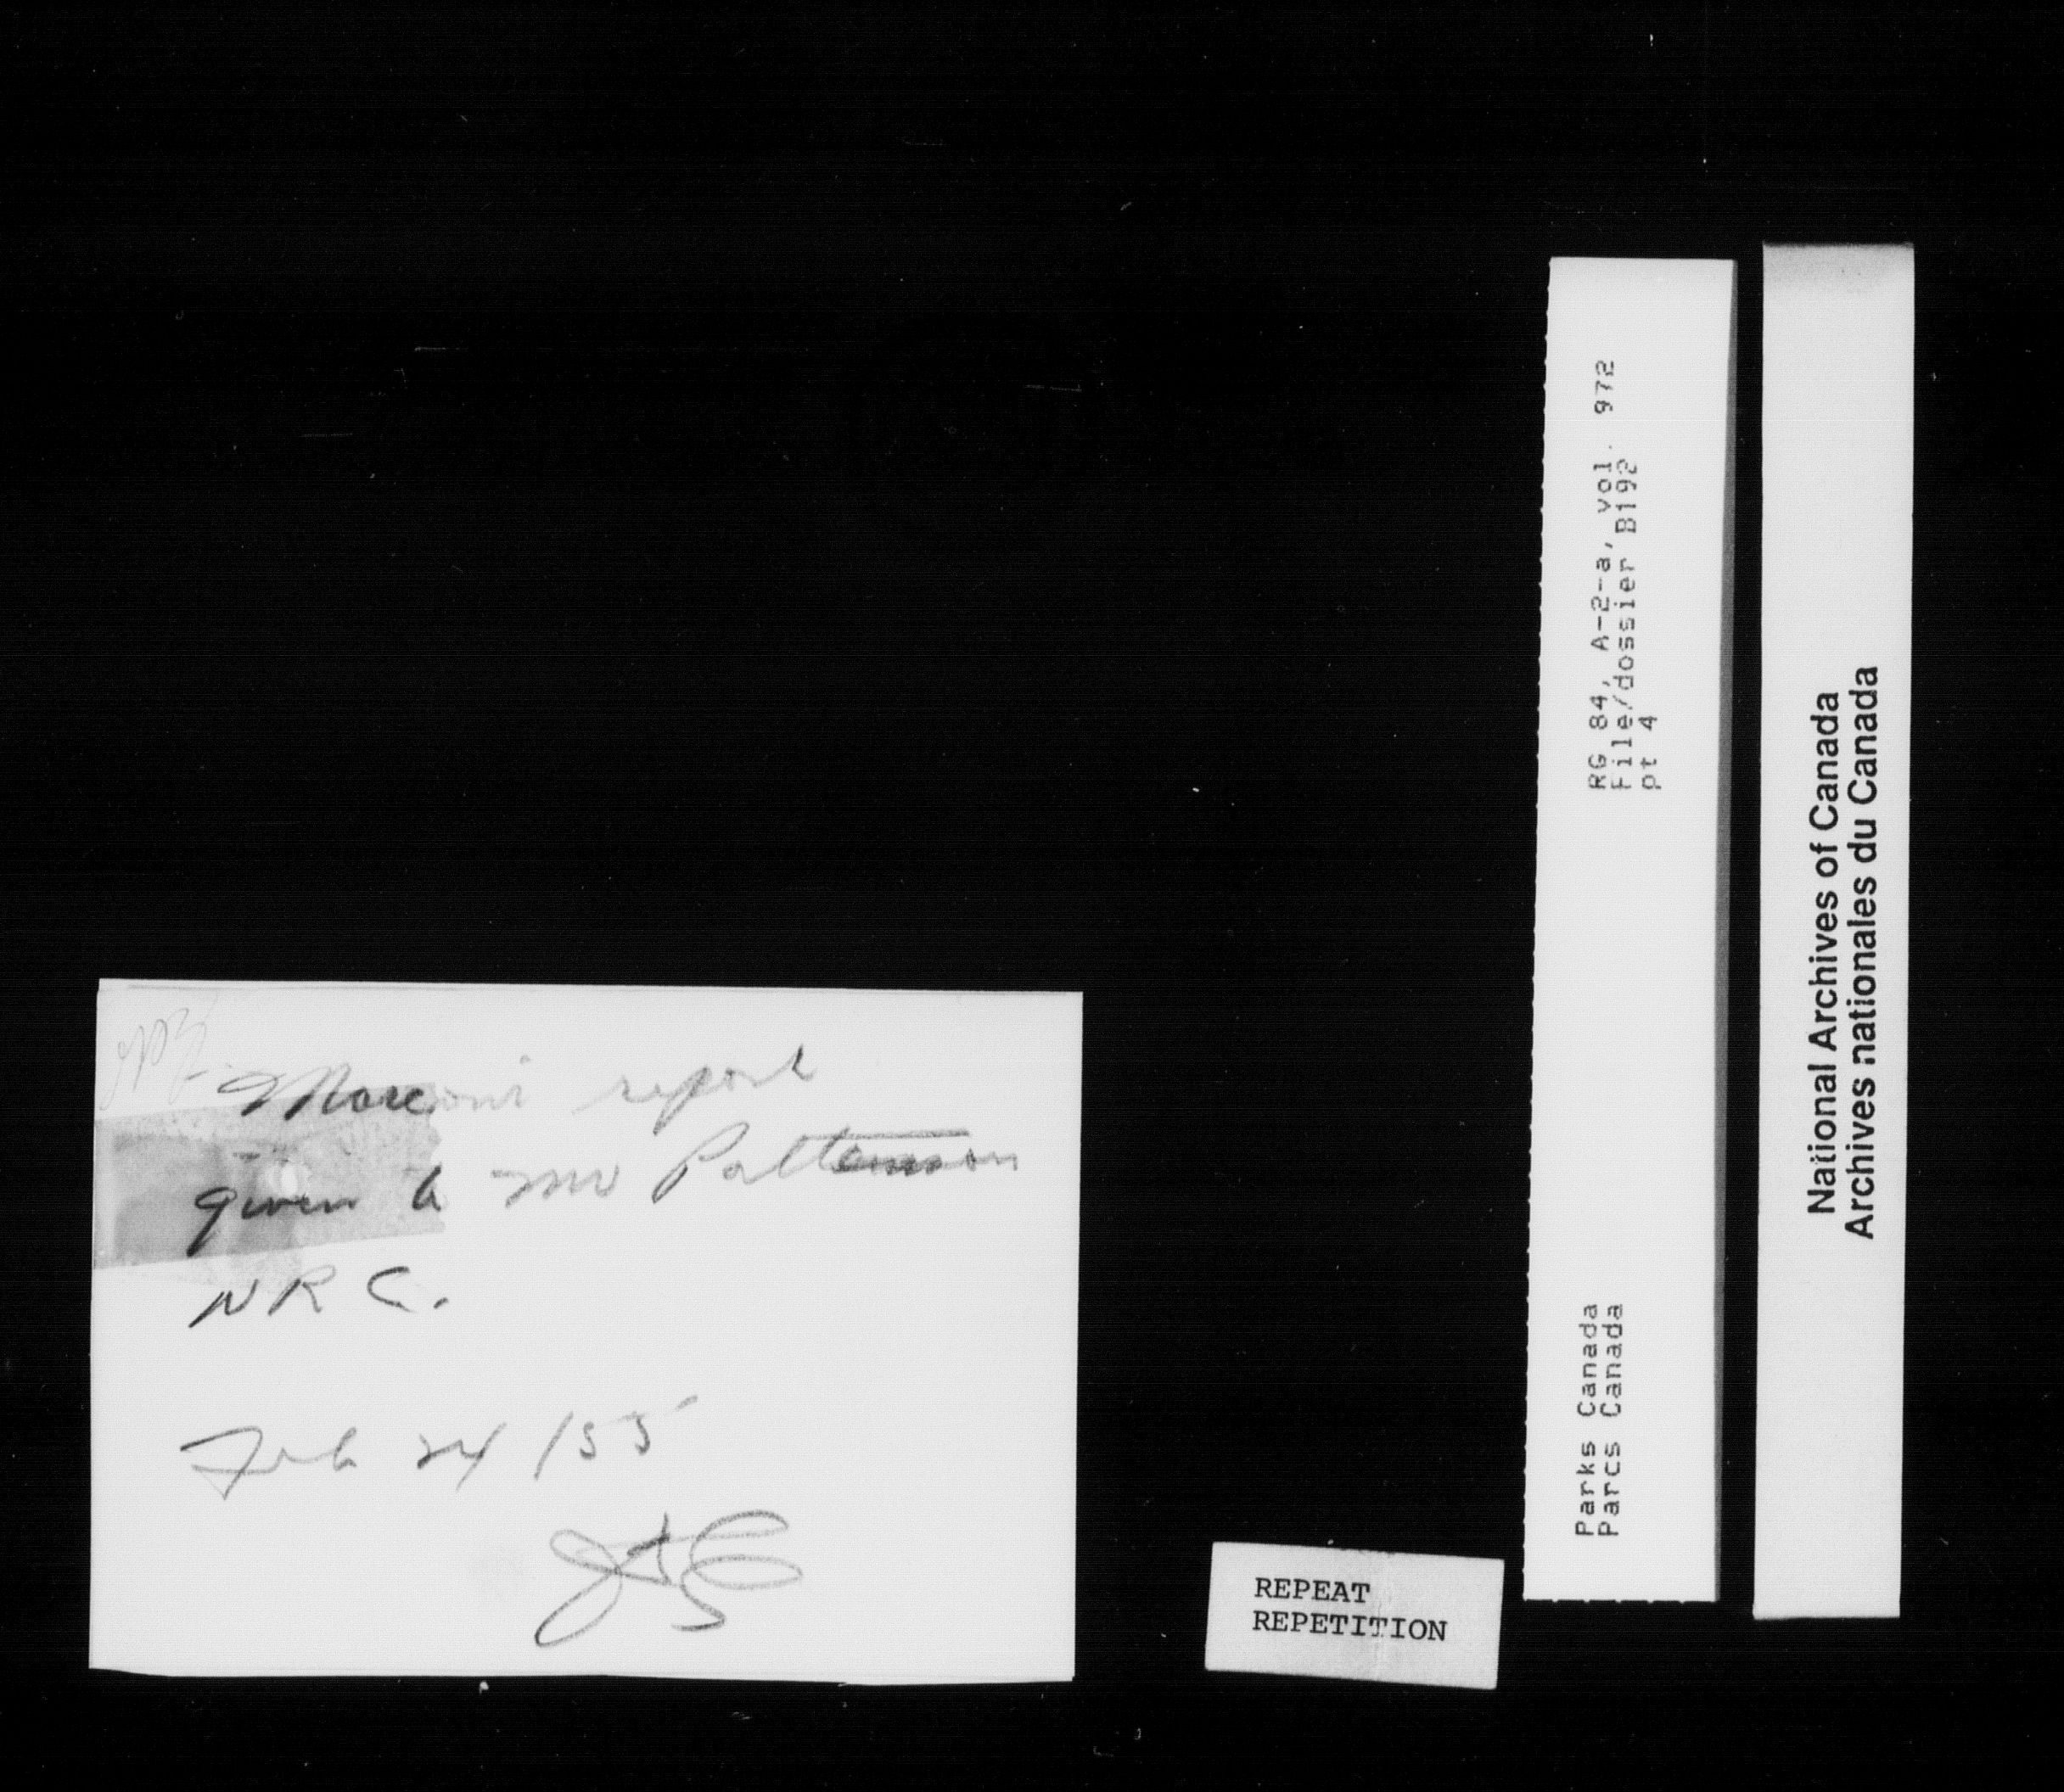 Marconi report
given to Mr Patterson
N R C.
Feb 24/55
REPEAT
REPETITION
RG 84, A-2-a, vol. 972
File/dossier B192
pt 4
Parks Canada
Parcs Canada
National Archives of Canada
Archives nationales du Canada